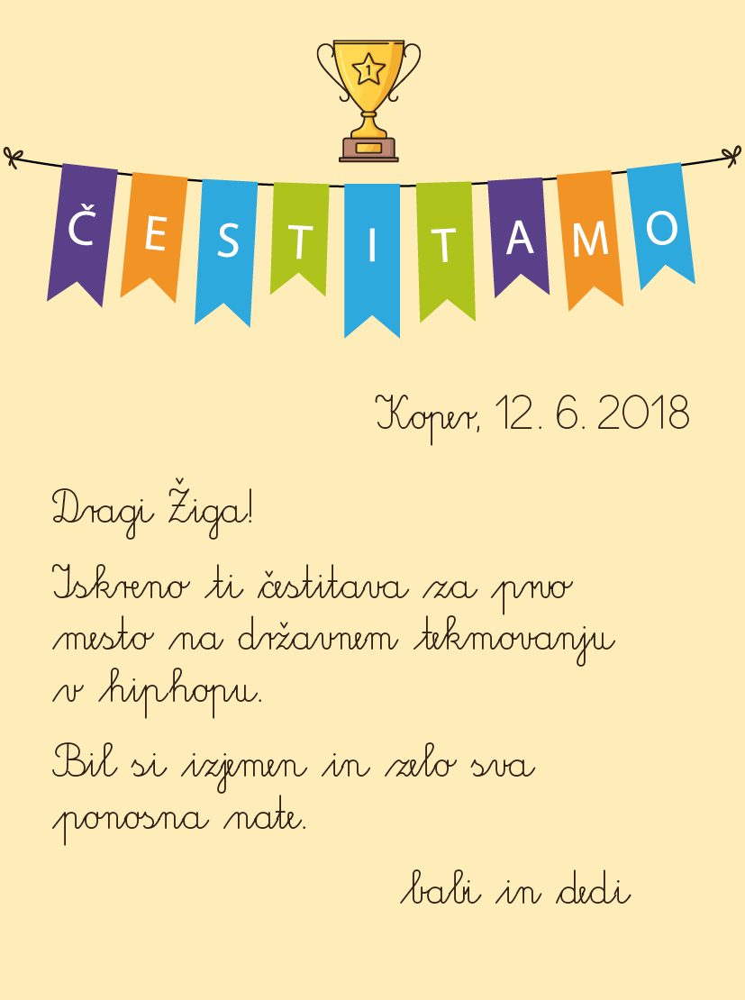 1
ČESTITAMO
Koper, 12. 6. 2018
Dragi Žiga!
Iskreno ti čestitava za prvo
mesto na državnem tekmovanju
v hiphopu.
Bil si izjemen in zelo sva
ponosna nate.
babi in dedi